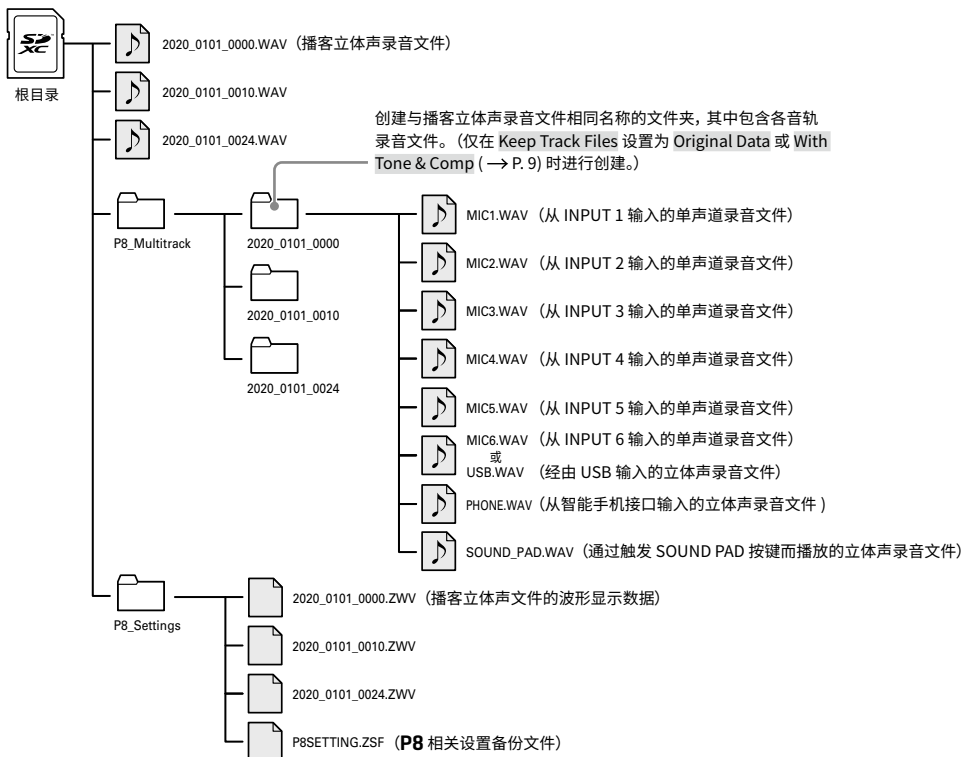 SD
XC
根目录
2020_0101_0000.WAV（播客立体声录音文件）
2020_0101_0010.WAV
2020_0101_0024.WAV
创建与播客立体声录音文件相同名称的文件夹，其中包含各音轨
录音文件。（仅在 Keep Track Files 设置为 Original Data 或 With
Tone & Comp ( → P. 9) 时进行创建。）
P8_Multitrack
2020_0101_0000
2020_0101_0010
2020_0101_0024
MIC1.WAV（从 INPUT 1 输入的单声道录音文件）
MIC2.WAV（从 INPUT 2 输入的单声道录音文件）
MIC3.WAV（从 INPUT 3 输入的单声道录音文件）
MIC4.WAV（从 INPUT 4 输入的单声道录音文件）
MIC5.WAV（从 INPUT 5 输入的单声道录音文件）
MIC6.WAV（从 INPUT 6 输入的单声道录音文件）
或
USB.WAV （经由 USB 输入的立体声录音文件）
PHONE.WAV（从智能手机接口输入的立体声录音文件 )
SOUND_PAD.WAV（通过触发 SOUND PAD 按键而播放的立体声录音文件）
P8_Settings
2020_0101_0000.ZWV（播客立体声文件的波形显示数据）
2020_0101_0010.ZWV
2020_0101_0024.ZWV
P8SETTING.ZSF（P8 相关设置备份文件）